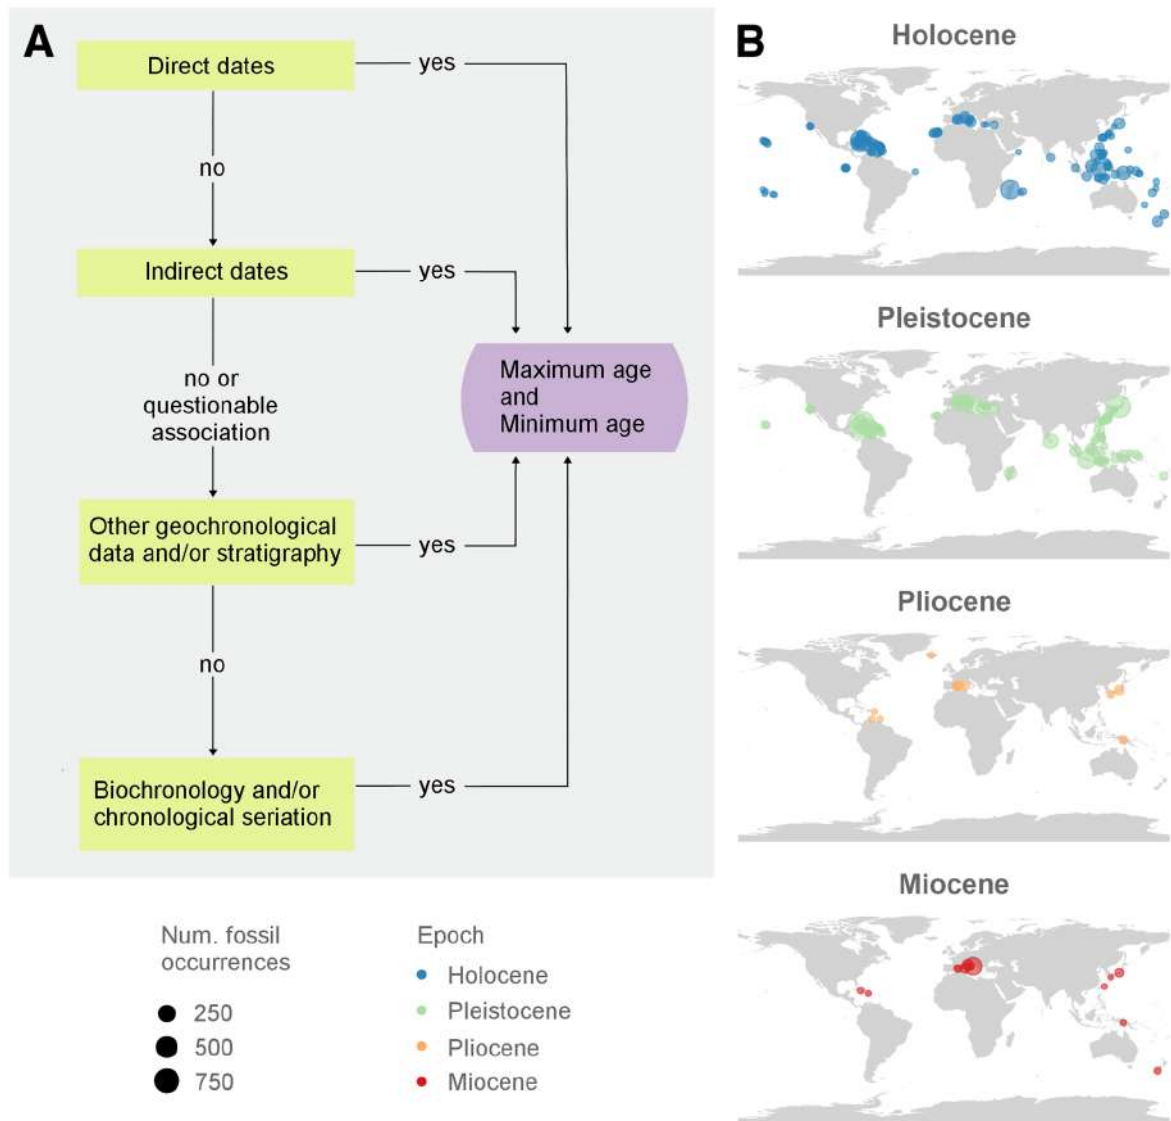 A
Direct dates
yes
no
Indirect dates
yes
no or
questionable
association
Maximum age
and
Minimum age
Other geochronological
data and/or stratigraphy
yes
no
Biochronology and/or
chronological seriation
yes
Num. fossil
occurrences
250
500
750
Epoch
Holocene
Pleistocene
Pliocene
Miocene
B
Holocene
Pleistocene
Pliocene
Miocene